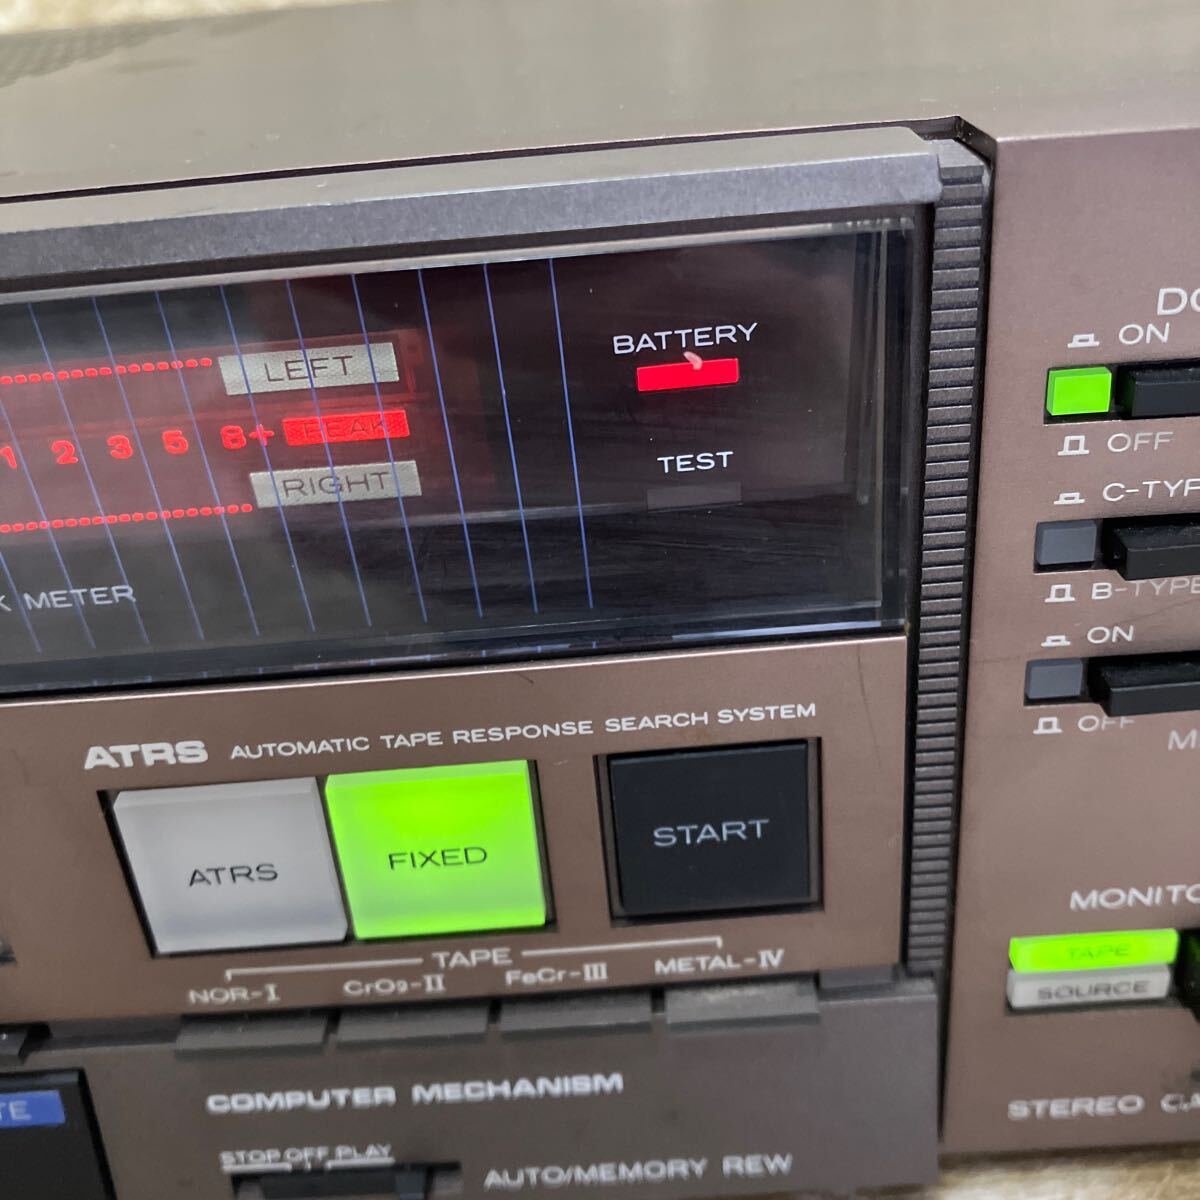 LEFT
BATTERY
1 2 3 5 8+ PEAK
RIGHT
TEST
METER
ON
OFF
B-TYPE
ON
OFF
ATRS AUTOMATIC TAPE RESPONSE SEARCH SYSTEM
ATRS
FIXED
START
TAPE
NOR-I
CrO2-II
FeCr-III
METAL-IV
TAPE
SOURCE
COMPUTER MECHANISM
STOP OFF PLAY
AUTO/MEMORY REW
STEREO